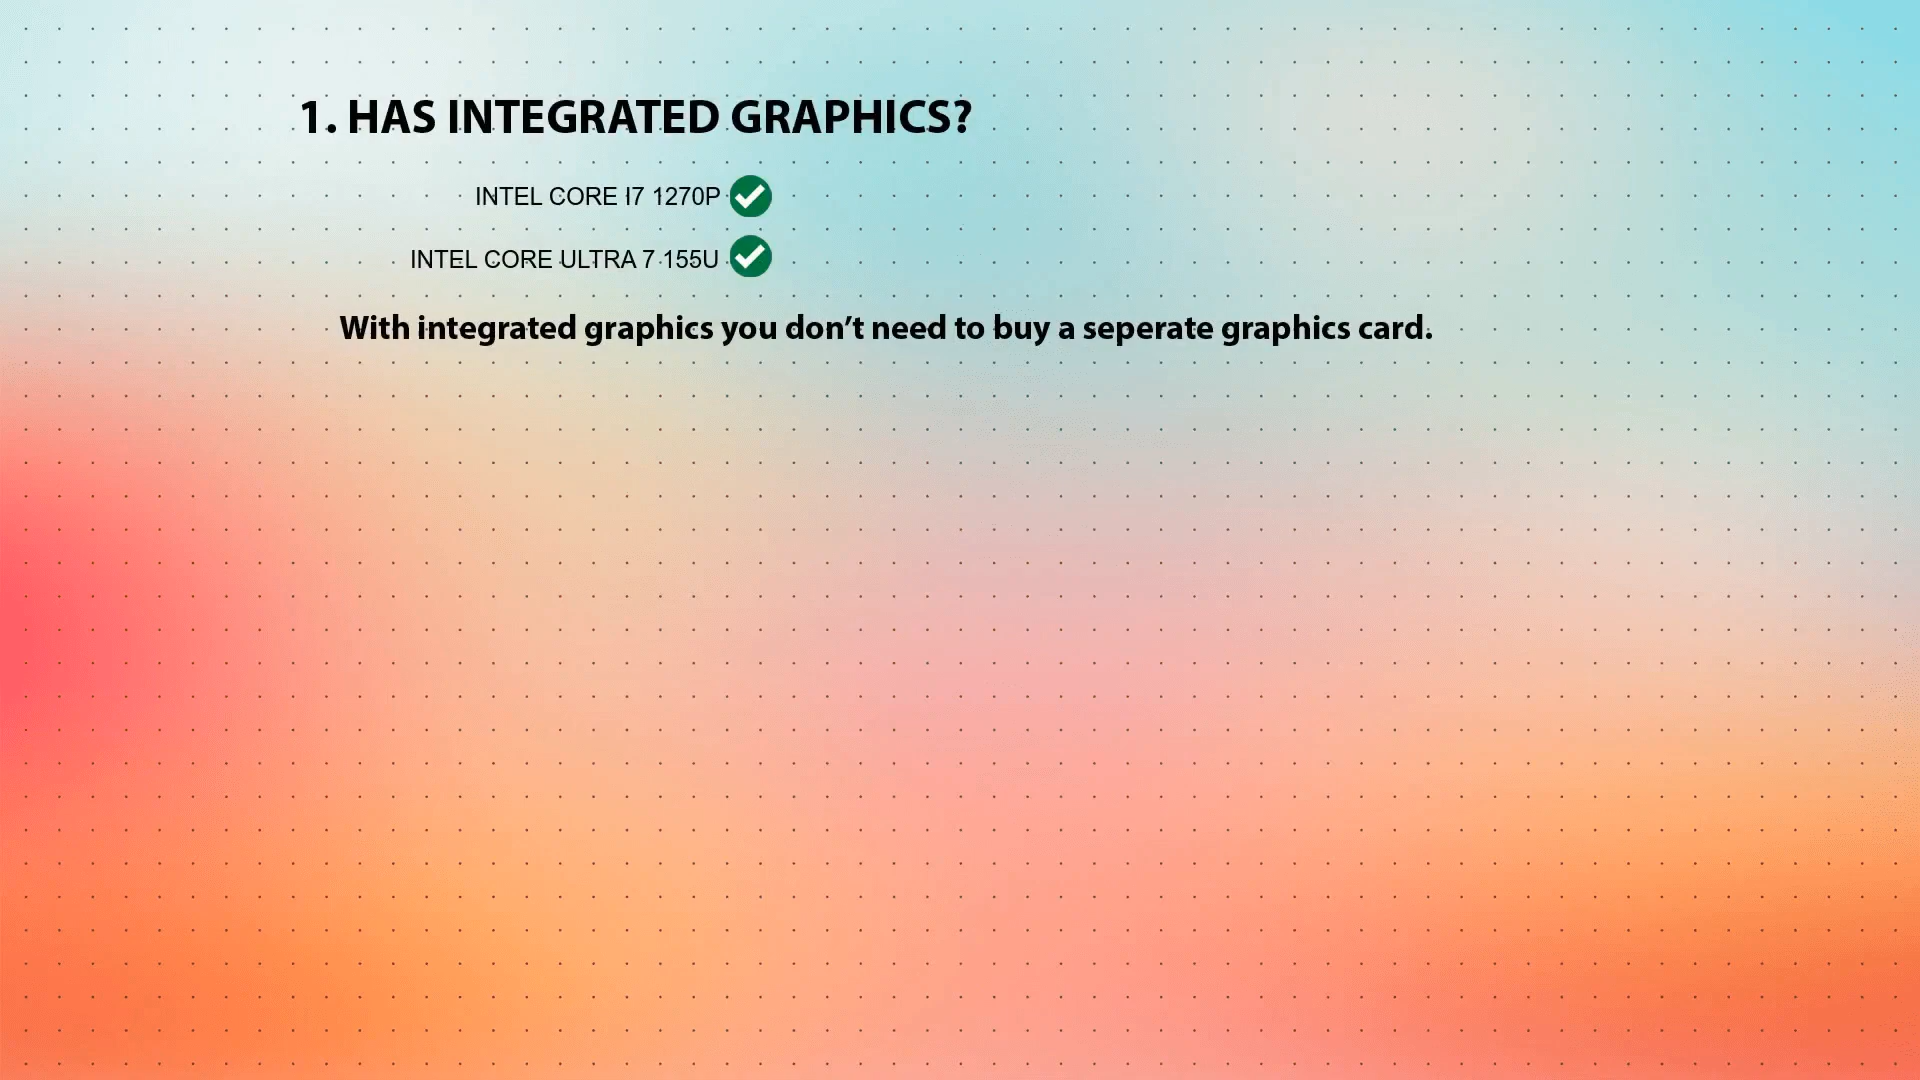 1. HAS INTEGRATED GRAPHICS?
INTEL CORE I7 1270P
INTEL CORE ULTRA 7 155U
With integrated graphics you don’t need to buy a seperate graphics card.